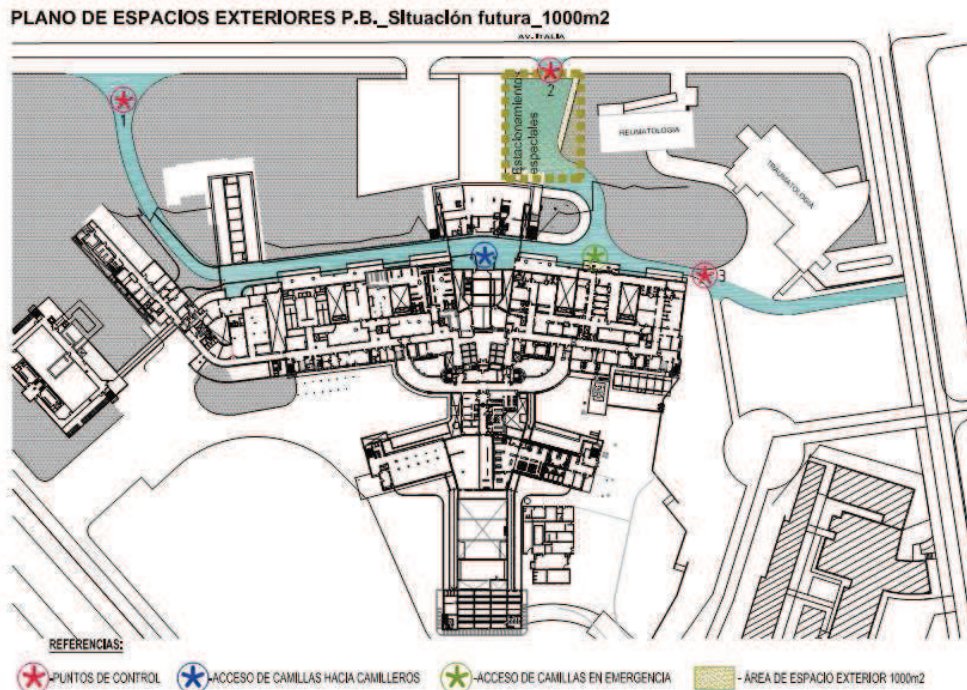 PLANO DE ESPACIOS EXTERIORES P.B._Situación futura_1000m2
AV. ITALIA
1
2
Estacionamientos
especiales
REUMATOLOGIA
TRAUMATOLOGIA
3
REFERENCIAS:
-PUNTOS DE CONTROL
-ACCESO DE CAMILLAS HACIA CAMILLEROS
-ACCESO DE CAMILLAS EN EMERGENCIA
- ÁREA DE ESPACIO EXTERIOR 1000m2